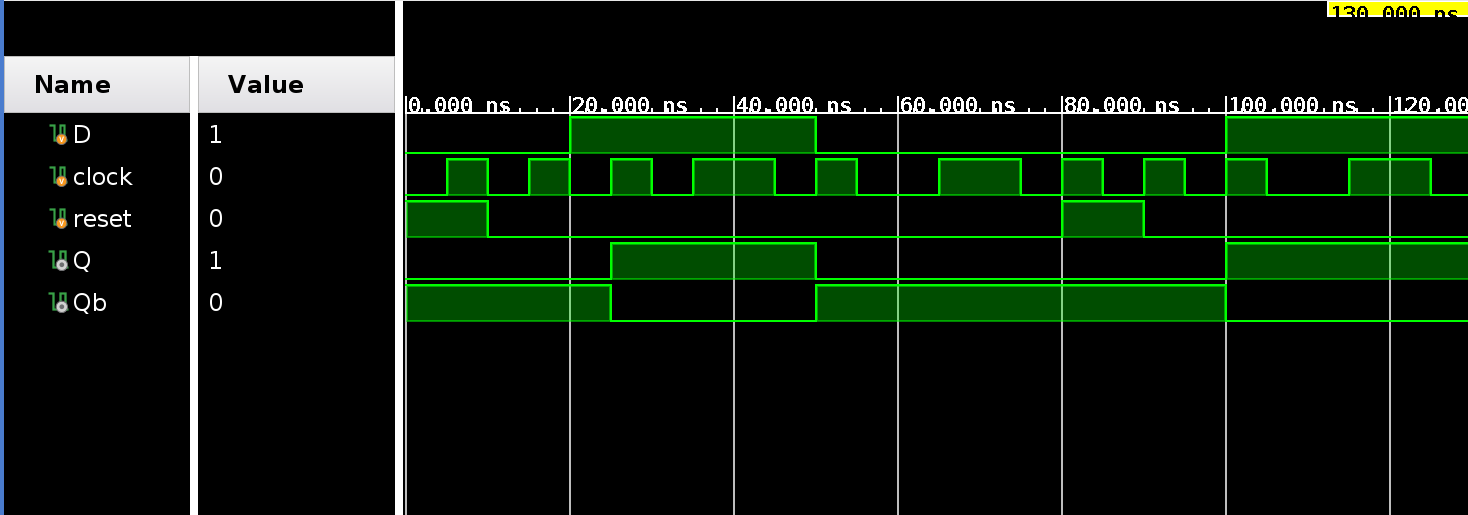 130.000 ns
Name Value
0.000 ns 20.000 ns 40.000 ns 60.000 ns 80.000 ns 100.000 ns 120.00
D 1
clock 0
reset 0
Q 1
Qb 0